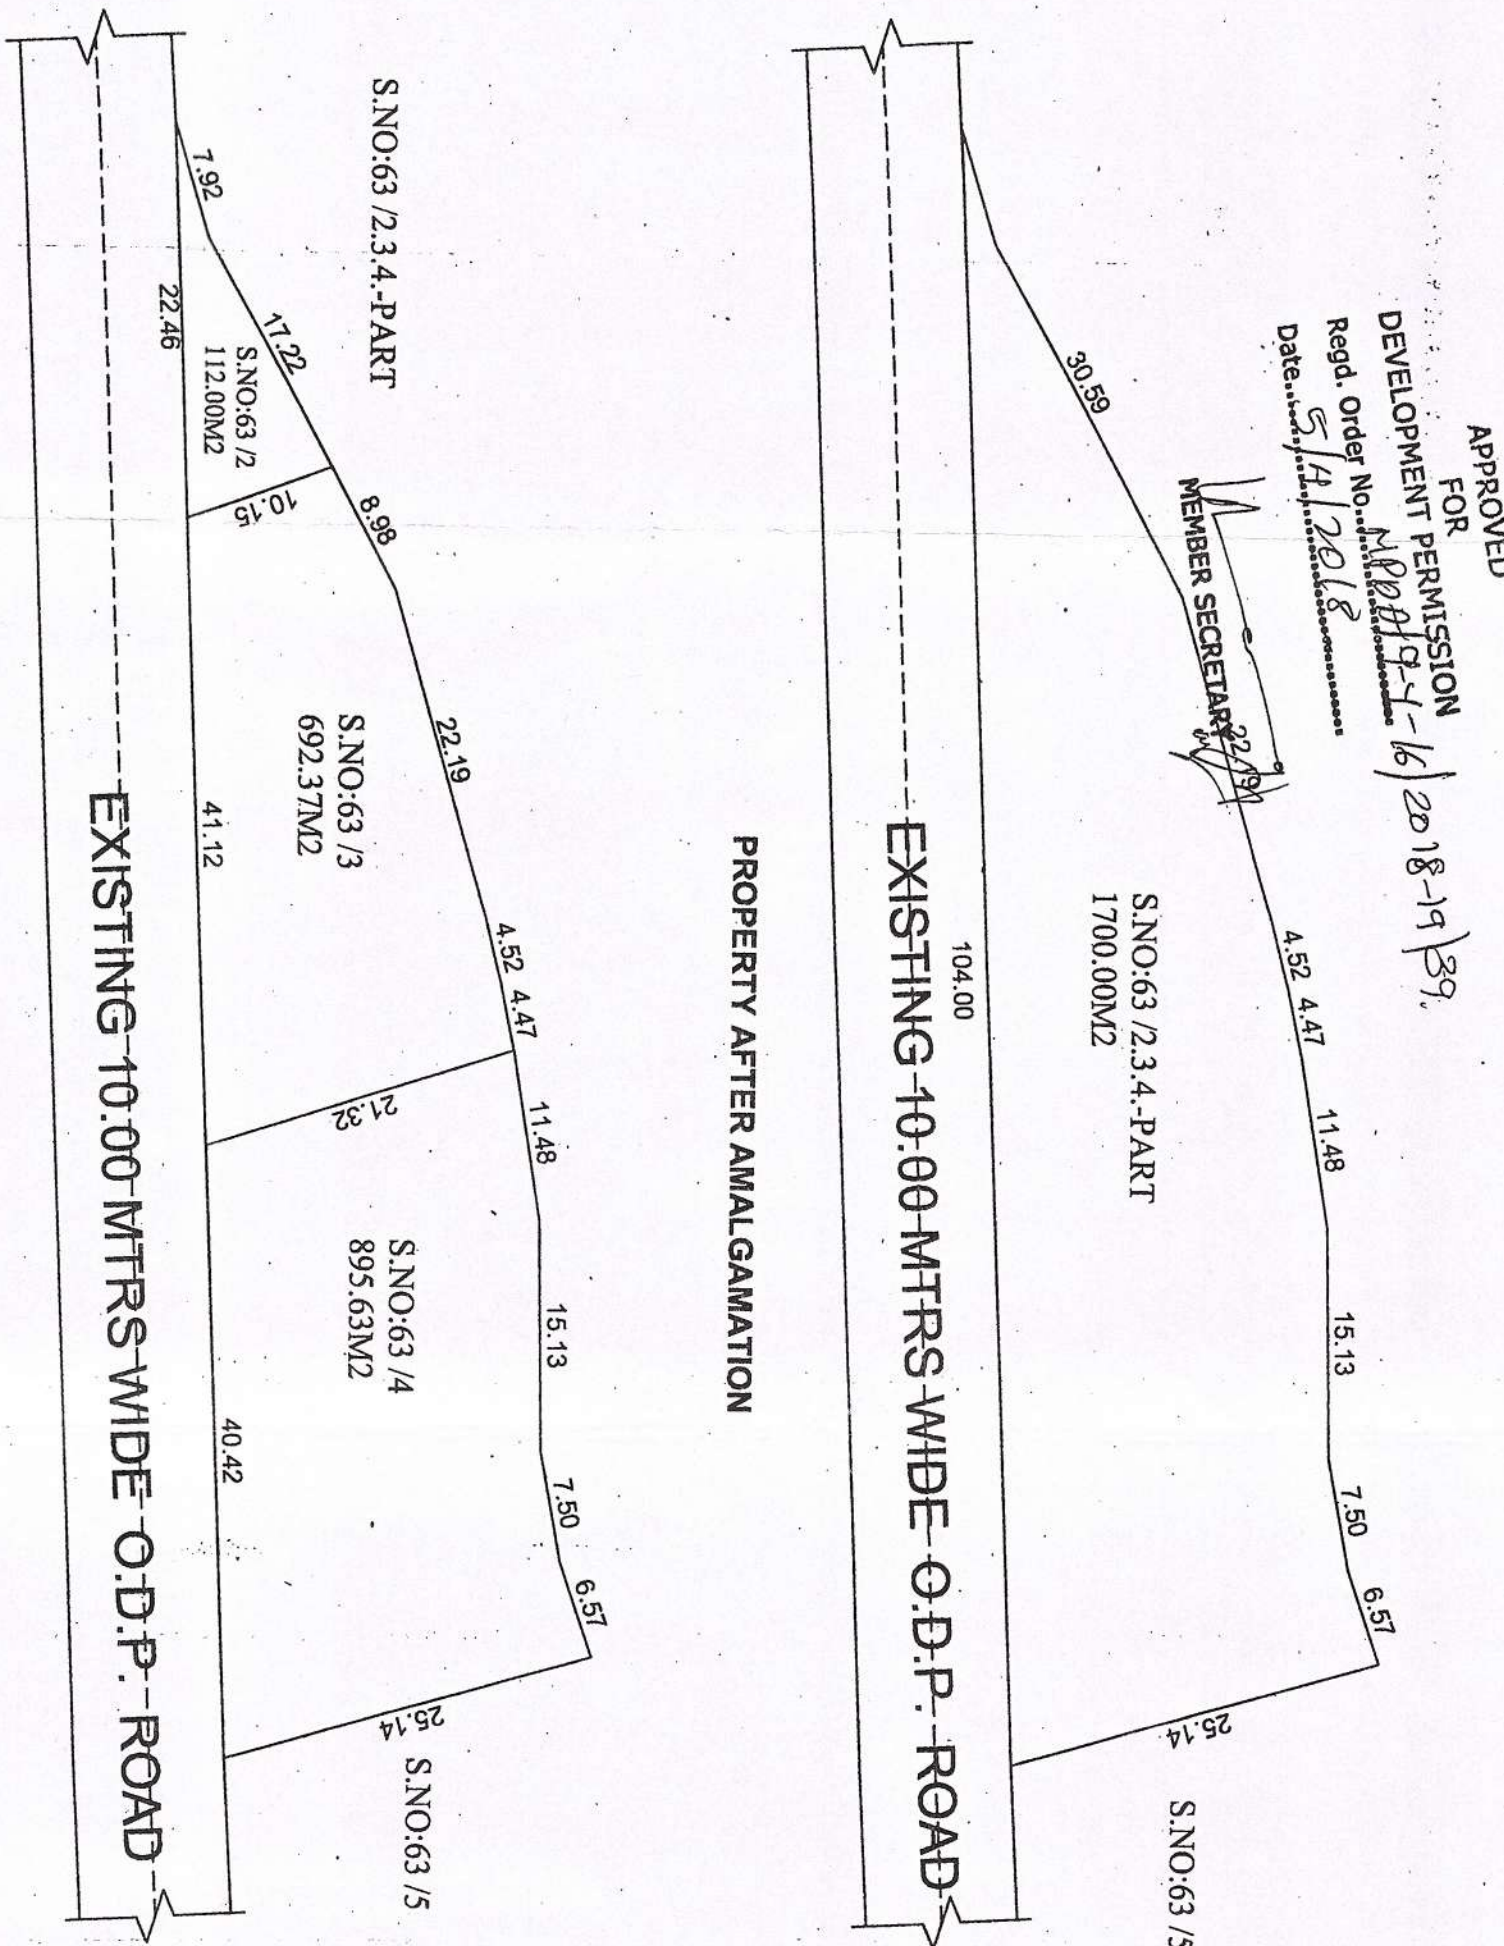 APPROVED
FOR
DEVELOPMENT PERMISSION
Regd. Order No.
2018-19/39.
Date 5/4/2018
MEMBER SECRETARY
30.59
22.19
4.52
4.47
11.48
15.13
7.50
6.57
25.14
S.NO:63 /2.3.4.-PART
1700.00M2
S.NO:63 /5
104.00
EXISTING 10.00 MTRS WIDE O.D.P. ROAD
PROPERTY AFTER AMALGAMATION
S.NO:63 /2.3.4.-PART
7.92
17.22
8.98
22.19
4.52
4.47
11.48
15.13
7.50
6.57
S.NO:63 /2
112.00M2
10.15
S.NO:63 /3
692.37M2
21.32
S.NO:63 /4
895.63M2
25.14
S.NO:63 /5
22.46
41.12
40.42
EXISTING 10.00 MTRS WIDE O.D.P. ROAD